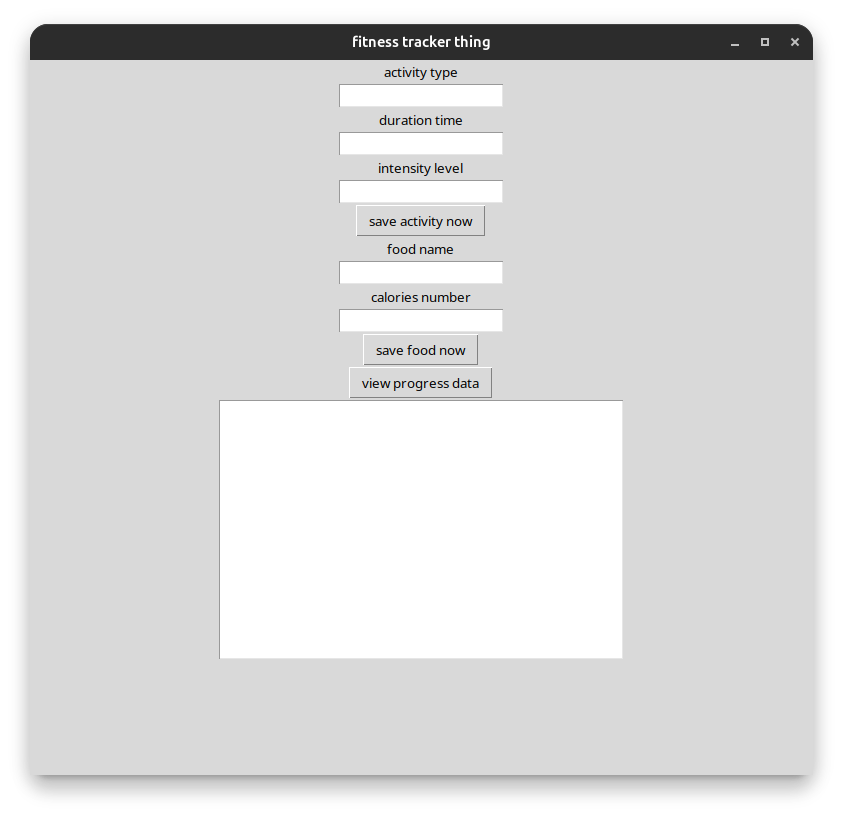 fitness tracker thing
activity type
duration time
intensity level
save activity now
food name
calories number
save food now
view progress data